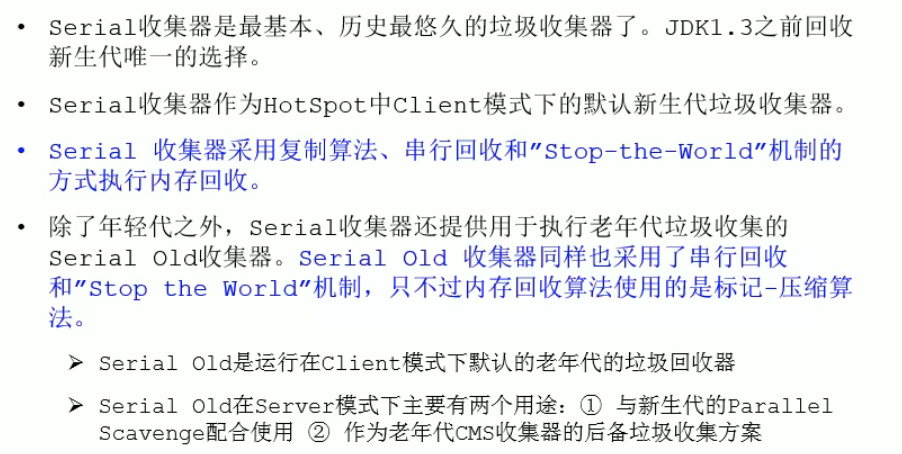 • Serial收集器是最基本、历史最悠久的垃圾收集器了。JDK1.3之前回收
新生代唯一的选择。
• Serial收集器作为HotSpot中Client模式下的默认新生代垃圾收集器。
• Serial 收集器采用复制算法、串行回收和"Stop-the-World"机制的
方式执行内存回收。
• 除了年轻代之外，Serial收集器还提供用于执行老年代垃圾收集的
Serial Old收集器。Serial Old 收集器同样也采用了串行回收
和"Stop the World"机制，只不过内存回收算法使用的是标记-压缩算
法。
➢ Serial Old是运行在Client模式下默认的老年代的垃圾回收器
➢ Serial Old在Server模式下主要有两个用途：① 与新生代的Parallel
Scavenge配合使用 ② 作为老年代CMS收集器的后备垃圾收集方案